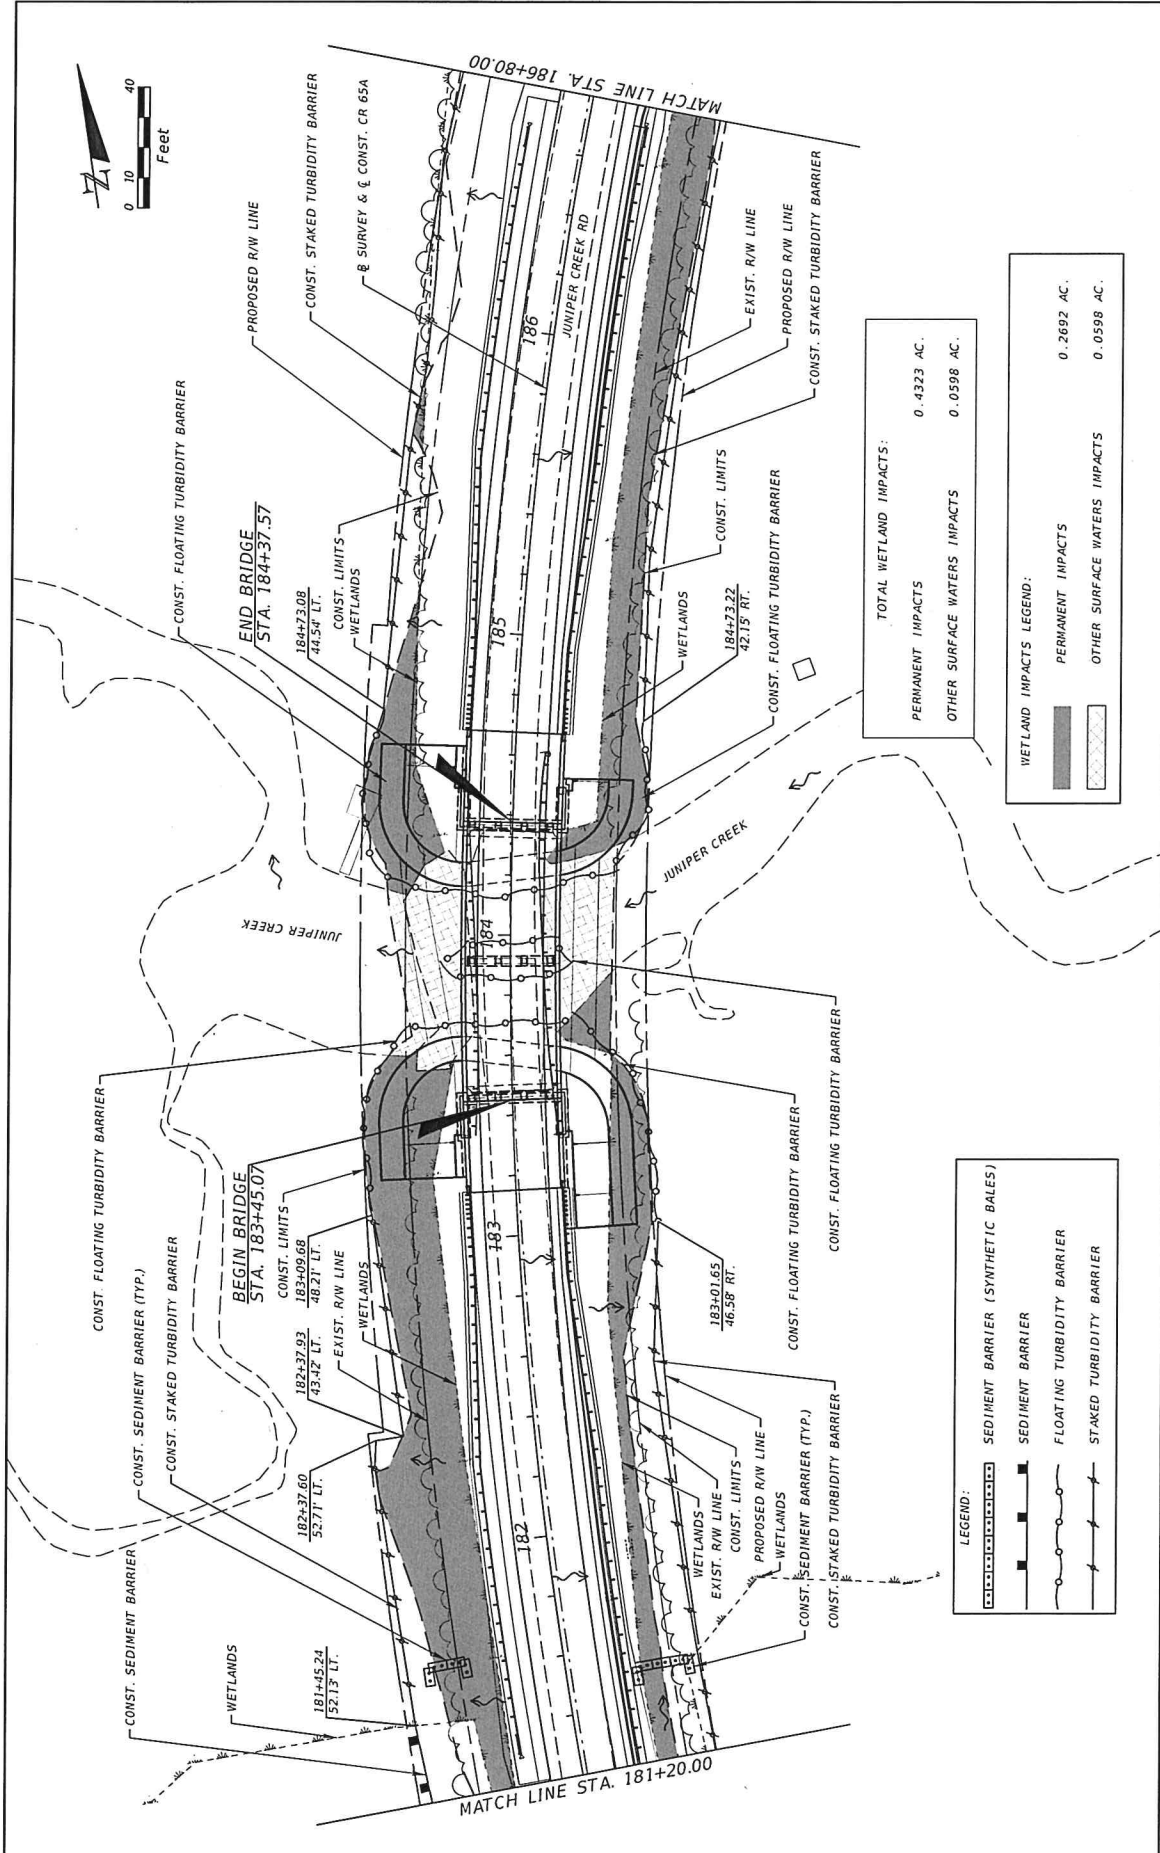 MATCH LINE STA. 186+80.00
0 10 40
Feet
PROPOSED R/W LINE
CONST. STAKED TURBIDITY BARRIER
SURVEY & CONST. CR 65A
CONST. FLOATING TURBIDITY BARRIER
END BRIDGE
STA. 184+37.57
184+73.08
44.54' LT.
CONST. LIMITS
WETLANDS
JUNIPER CREEK RD
186
185
184
183
182
EXIST. R/W LINE
PROPOSED R/W LINE
CONST. STAKED TURBIDITY BARRIER
CONST. LIMITS
CONST. FLOATING TURBIDITY BARRIER
WETLANDS
184+73.22
42.15' RT.
JUNIPER CREEK
JUNIPER CREEK
CONST. FLOATING TURBIDITY BARRIER
CONST. FLOATING TURBIDITY BARRIER
CONST. FLOATING TURBIDITY BARRIER
BEGIN BRIDGE
STA. 183+45.07
CONST. LIMITS
183+09.68
48.21' LT.
EXIST. R/W LINE
WETLANDS
182+37.93
43.42' LT.
182+37.60
52.71' LT.
CONST. SEDIMENT BARRIER (TYP.)
CONST. STAKED TURBIDITY BARRIER
CONST. SEDIMENT BARRIER
WETLANDS
181+45.24
52.13' LT.
MATCH LINE STA. 181+20.00
183+01.65
46.58' RT.
WETLANDS
EXIST. R/W LINE
CONST. LIMITS
PROPOSED R/W LINE
WETLANDS
CONST. SEDIMENT BARRIER (TYP.)
CONST. STAKED TURBIDITY BARRIER
TOTAL WETLAND IMPACTS:
PERMANENT IMPACTS 0.4323 AC.
OTHER SURFACE WATERS IMPACTS 0.0598 AC.
WETLAND IMPACTS LEGEND:
PERMANENT IMPACTS 0.2692 AC.
OTHER SURFACE WATERS IMPACTS 0.0598 AC.
LEGEND:
SEDIMENT BARRIER (SYNTHETIC BALES)
SEDIMENT BARRIER
FLOATING TURBIDITY BARRIER
STAKED TURBIDITY BARRIER